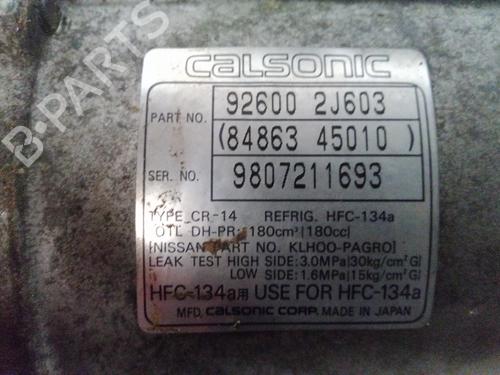 B-PARTS
CALSONIC
PART NO. 92600 2J603
(84863 45010 )
SER. NO. 9807211693
TYPE CR-14 REFRIG. HFC-134a
OIL DH-PR 180cm³ [180cc]
[NISSAN PART NO. KLH00-PAGR0]
LEAK TEST HIGH SIDE: 3.0MPa [30kg/cm²G]
LOW SIDE: 1.6MPa [15kg/cm²G]
HFC-134a用 USE FOR HFC-134a
MFD. CALSONIC CORP. MADE IN JAPAN